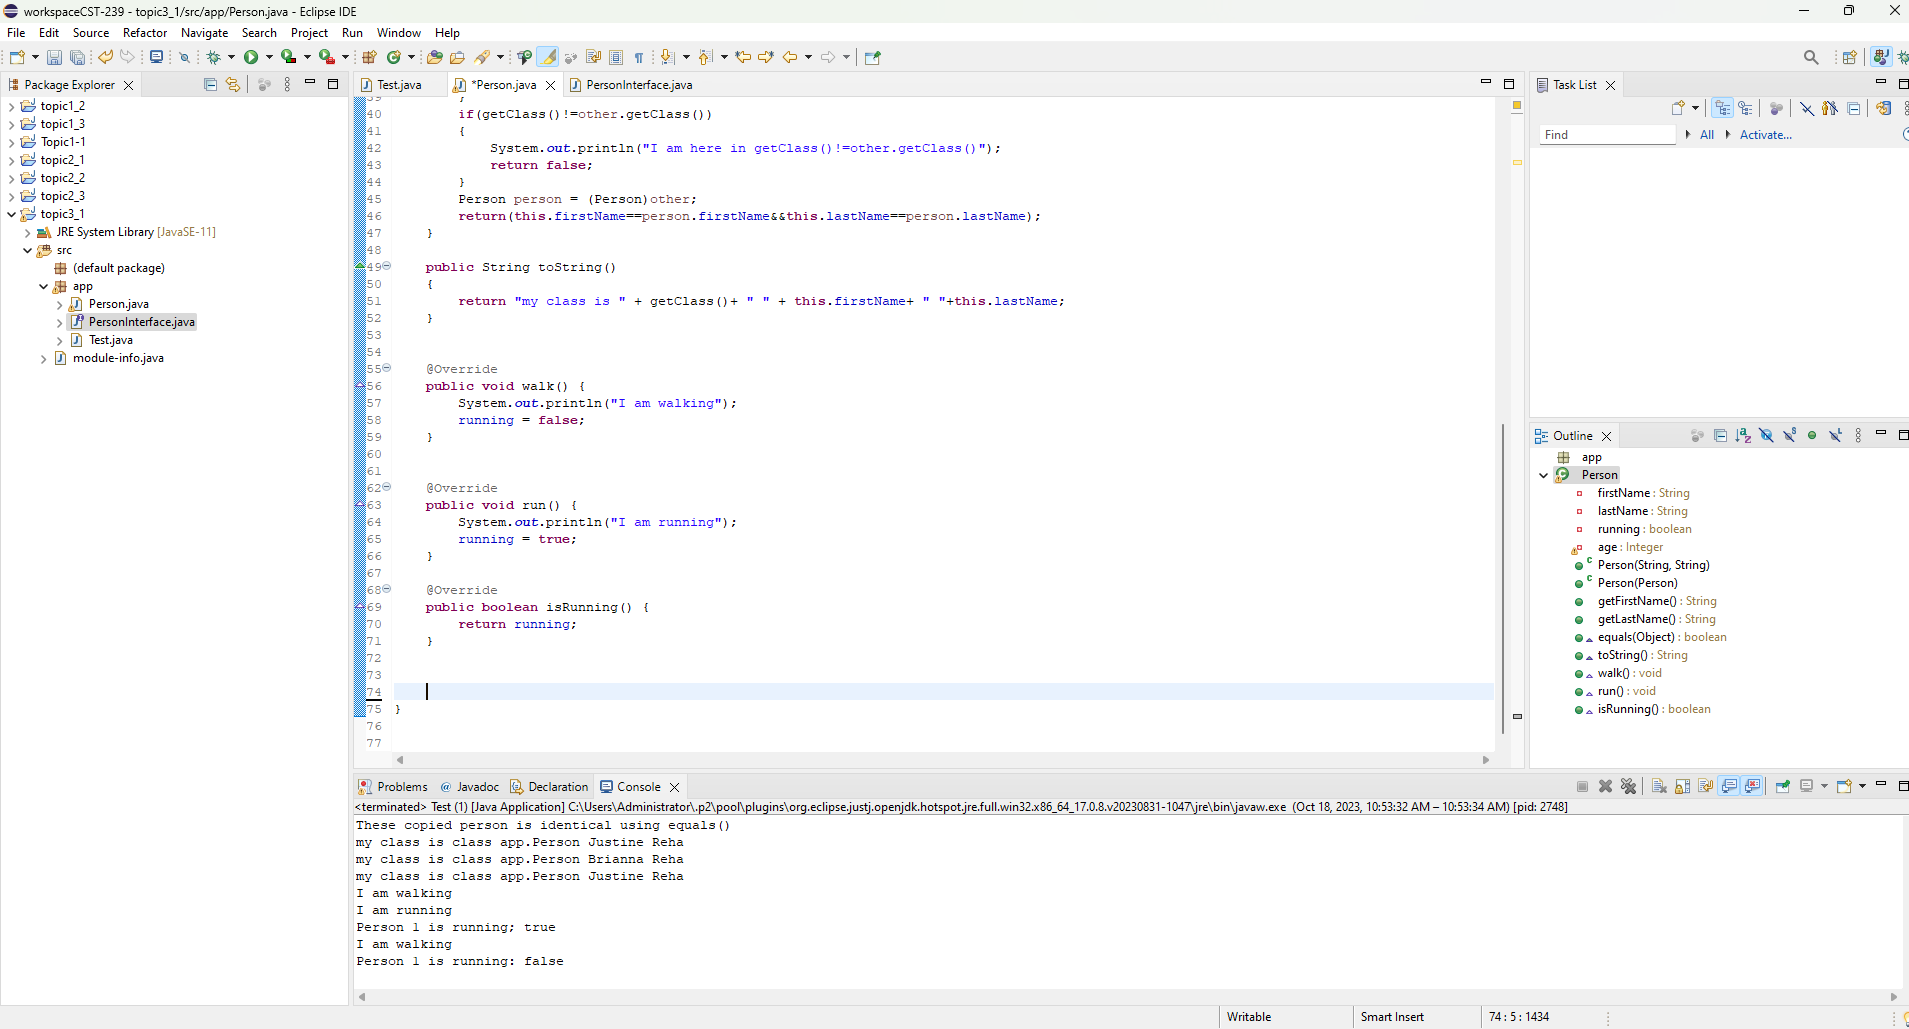 workspaceCST-239 - topic3_1/src/app/Person.java - Eclipse IDE
File Edit Source Refactor Navigate Search Project Run Window Help
Package Explorer
topic1_2
topic1_3
Topic1-1
topic2_1
topic2_2
topic2_3
topic3_1
JRE System Library [JavaSE-11]
src
(default package)
app
Person.java
PersonInterface.java
Test.java
module-info.java
Test.java *Person.java PersonInterface.java
39 }
40 if(getClass()!=other.getClass())
41 {
42 System.out.println("I am here in getClass()!=other.getClass()");
43 return false;
44 }
45 Person person = (Person)other;
46 return(this.firstName==person.firstName&&this.lastName==person.lastName);
47 }
48
49 public String toString()
50 {
51 return "my class is " + getClass()+ " " + this.firstName+ " "+this.lastName;
52 }
53
54
55 @Override
56 public void walk() {
57 System.out.println("I am walking");
58 running = false;
59 }
60
61
62 @Override
63 public void run() {
64 System.out.println("I am running");
65 running = true;
66 }
67
68 @Override
69 public boolean isRunning() {
70 return running;
71 }
72
73
74
75 }
76
77
Task List
Find All Activate...
Outline
app
Person
firstName : String
lastName : String
running : boolean
age : Integer
Person(String, String)
Person(Person)
getFirstName() : String
getLastName() : String
equals(Object) : boolean
toString() : String
walk() : void
run() : void
isRunning() : boolean
Problems Javadoc Declaration Console
<terminated> Test (1) [Java Application] C:\Users\Administrator\.p2\pool\plugins\org.eclipse.justj.openjdk.hotspot.jre.full.win32.x86_64_17.0.8.v20230831-1047\jre\bin\javaw.exe (Oct 18, 2023, 10:53:32 AM – 10:53:34 AM) [pid: 2748]
These copied person is identical using equals()
my class is class app.Person Justine Reha
my class is class app.Person Brianna Reha
my class is class app.Person Justine Reha
I am walking
I am running
Person 1 is running; true
I am walking
Person 1 is running: false
Writable Smart Insert 74 : 5 : 1434